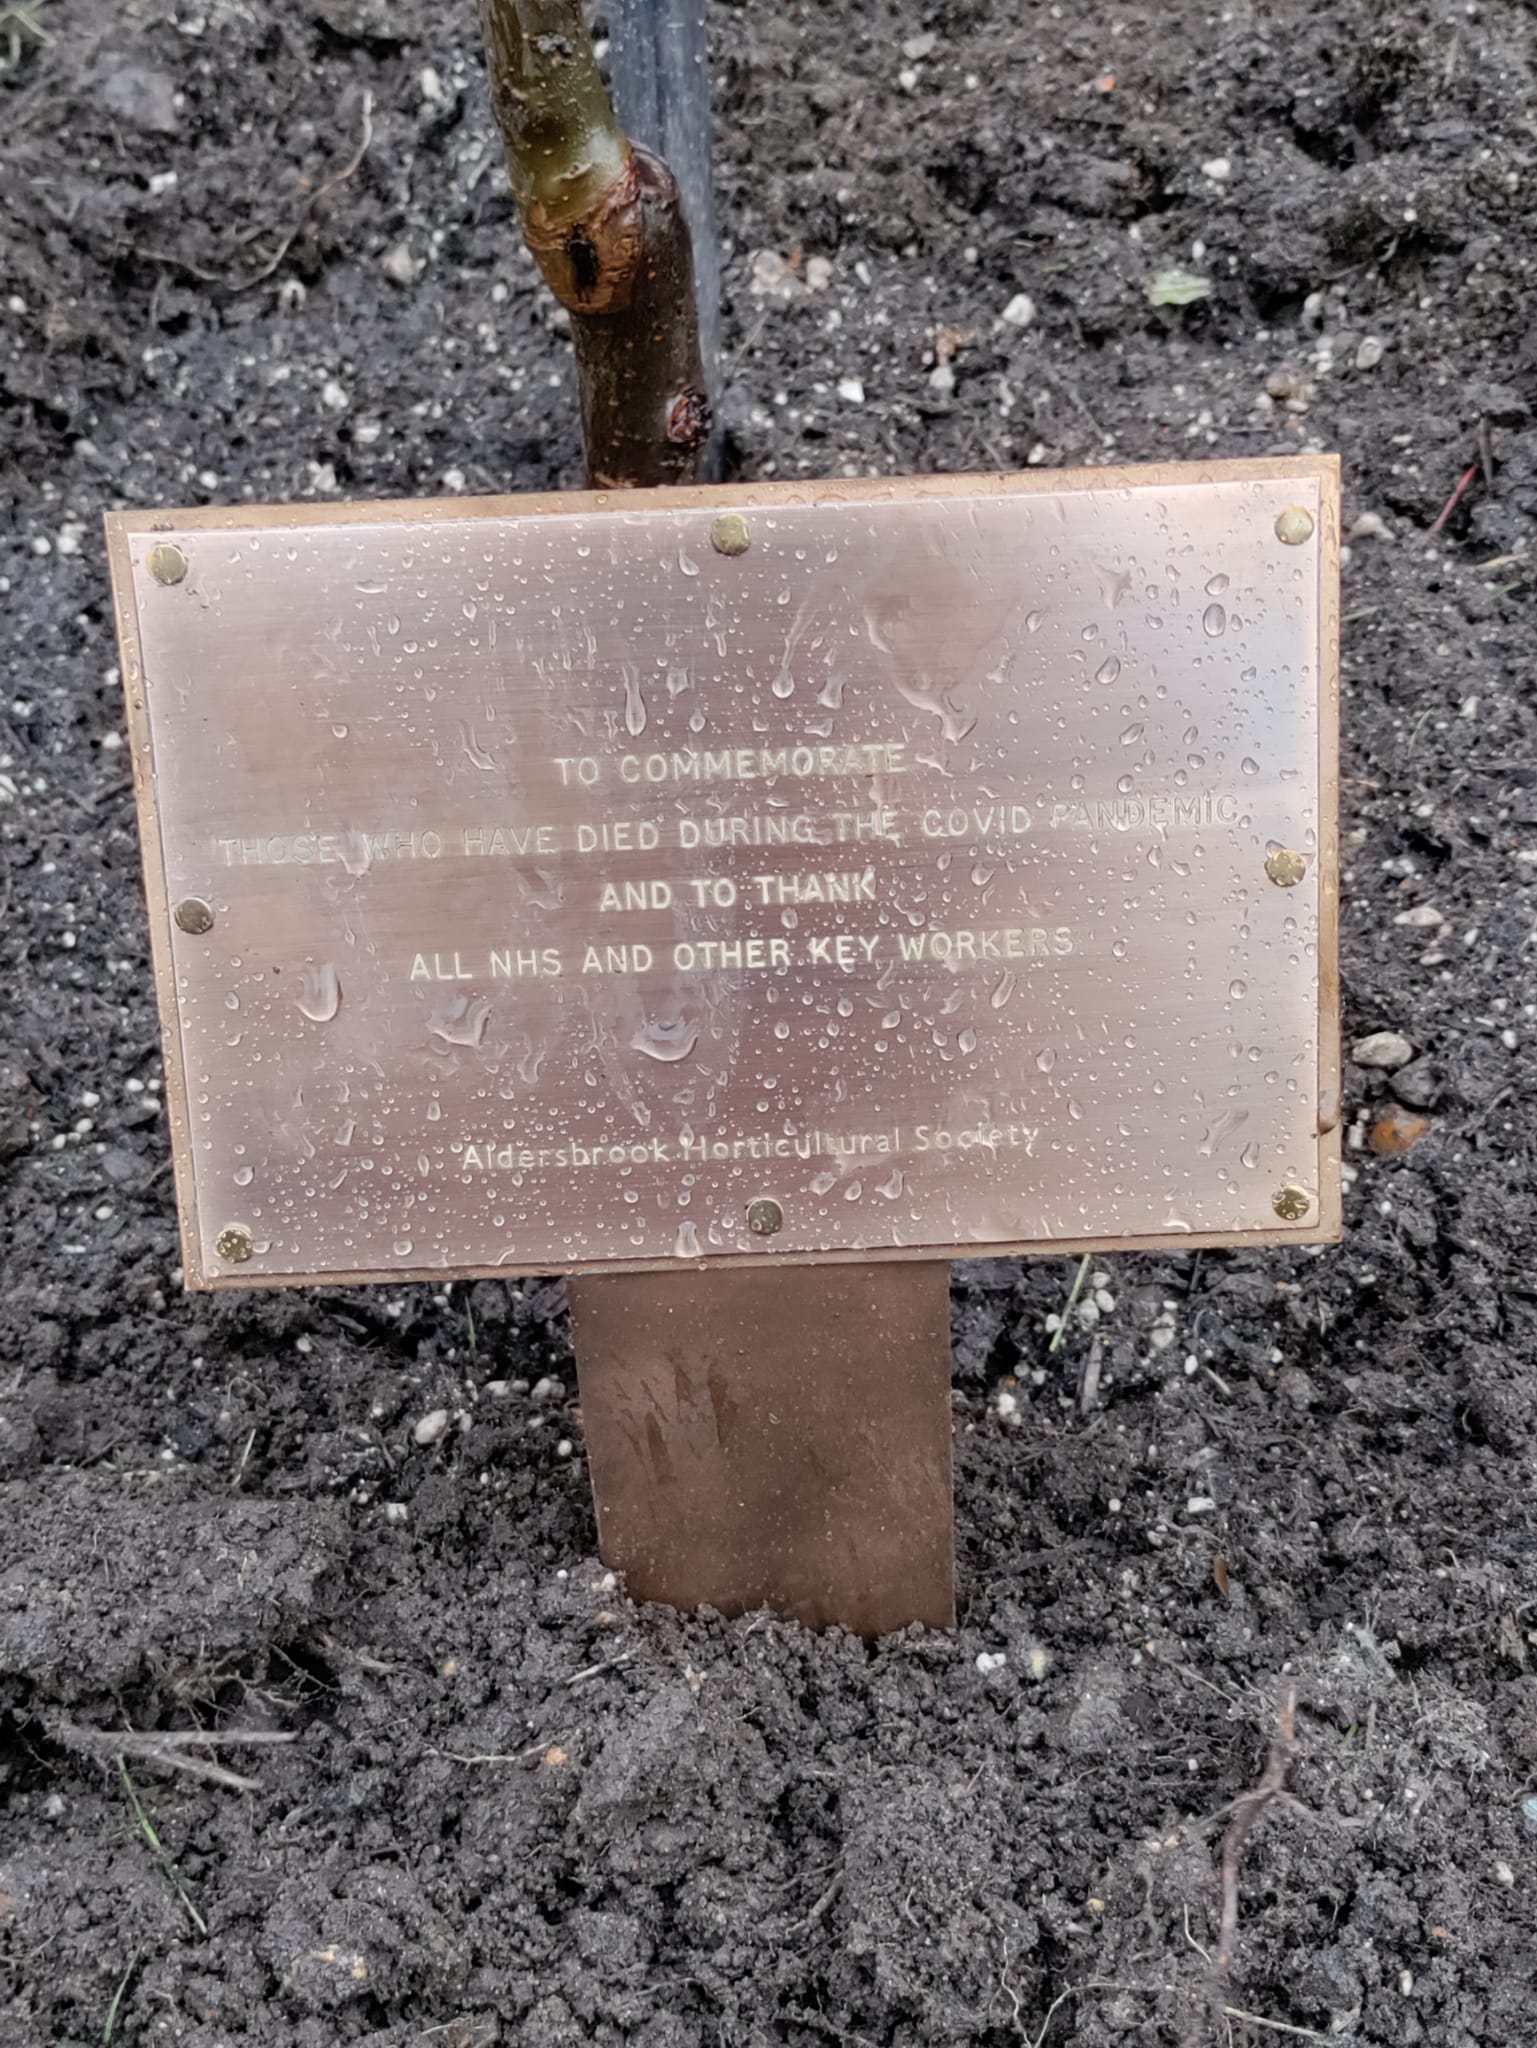 TO COMMEMORATE
THOSE WHO HAVE DIED DURING THE COVID PANDEMIC
AND TO THANK
ALL NHS AND OTHER KEY WORKERS
Aldersbrook Horticultural Society